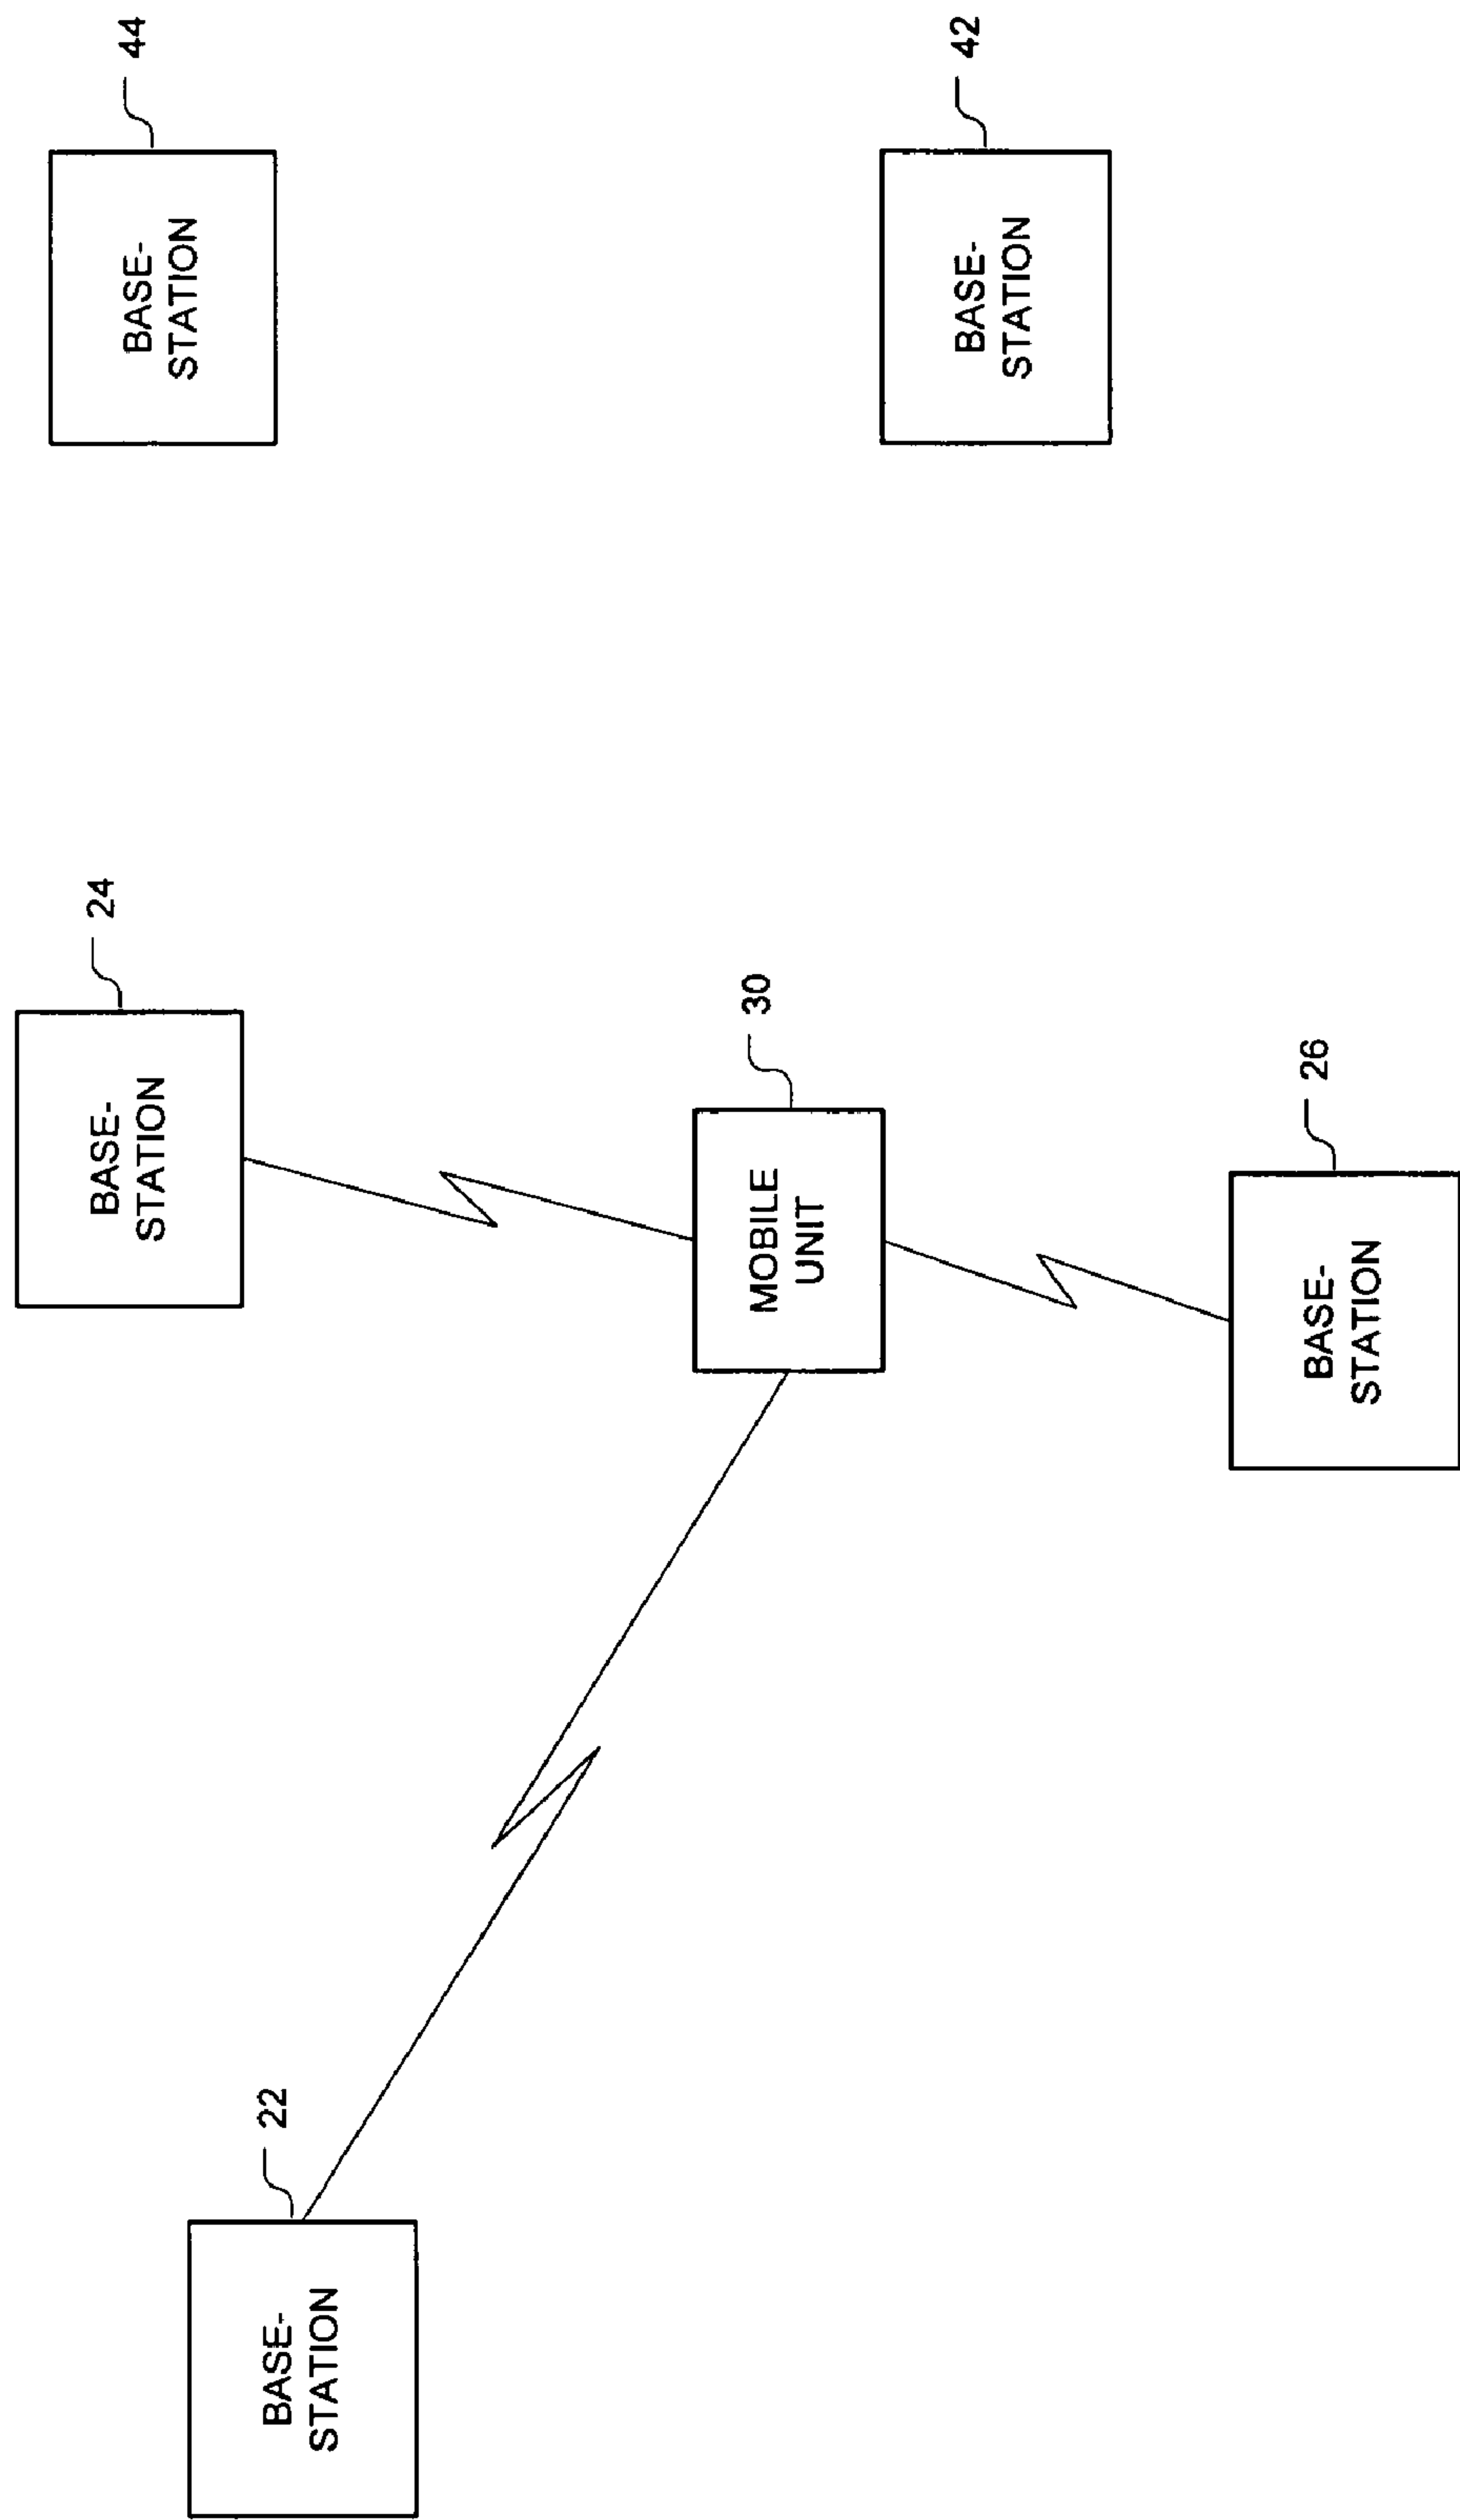 BASE-
STATION
22
BASE-
STATION
24
MOBILE
UNIT
30
BASE-
STATION
26
BASE-
STATION
44
BASE-
STATION
42